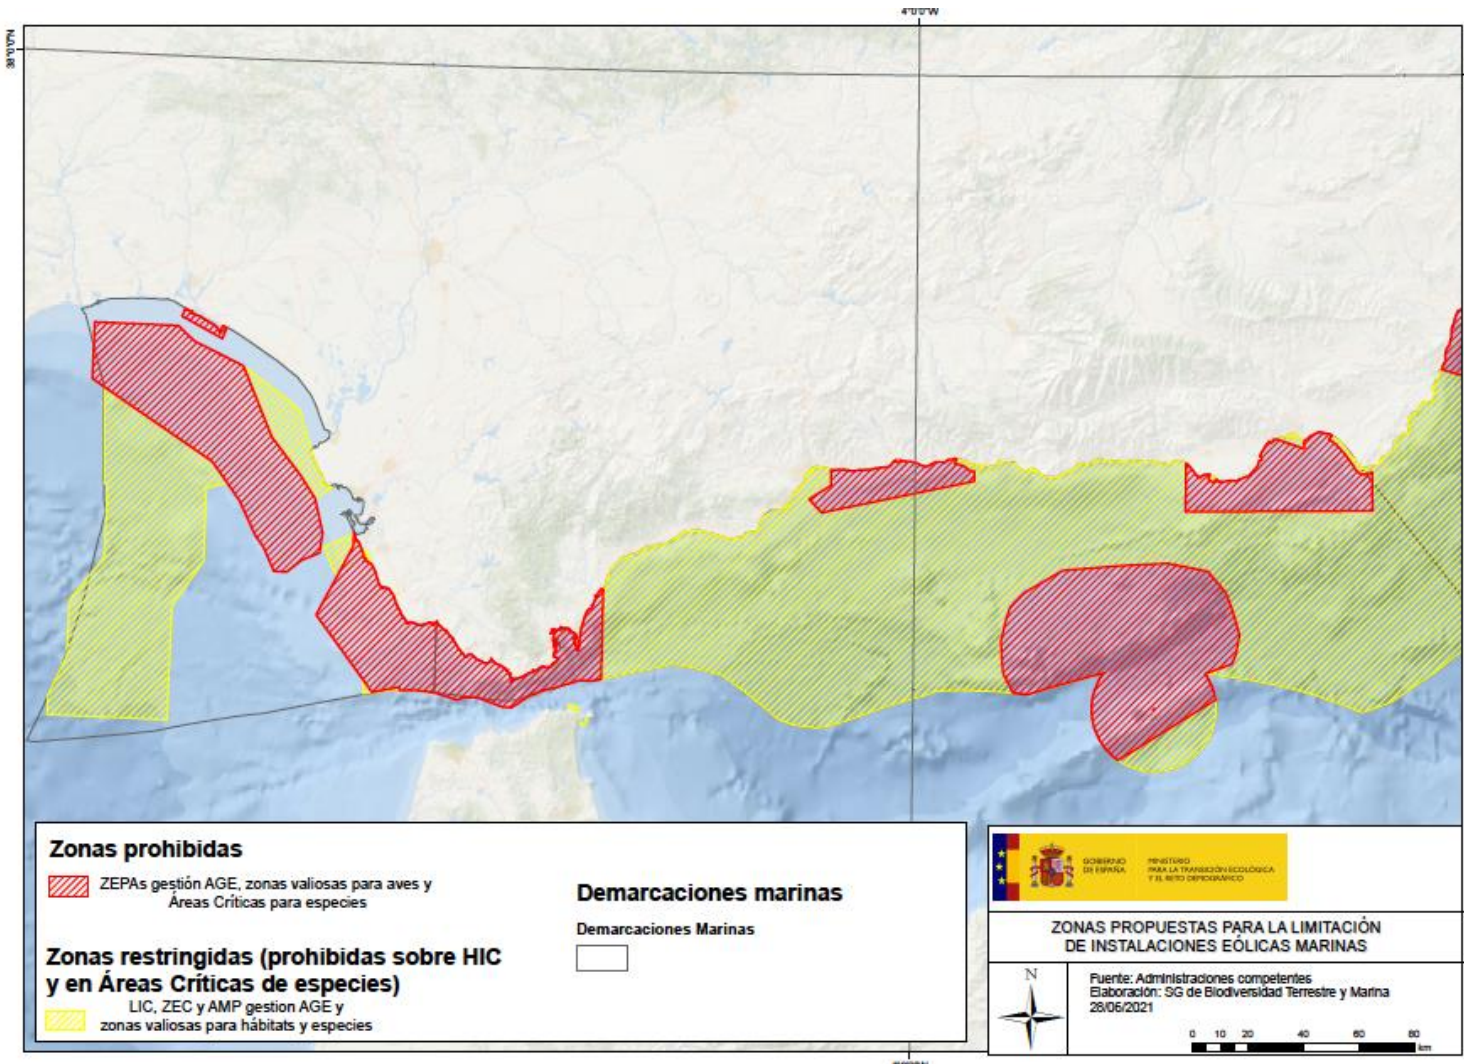 4°0'0"W
38°0'0"N
Zonas prohibidas
ZEPAs gestión AGE, zonas valiosas para aves y
Áreas Críticas para especies
Zonas restringidas (prohibidas sobre HIC
y en Áreas Críticas de especies)
LIC, ZEC y AMP gestion AGE y
zonas valiosas para hábitats y especies
Demarcaciones marinas
Demarcaciones Marinas
GOBIERNO
DE ESPAÑA
MINISTERIO
PARA LA TRANSICIÓN ECOLÓGICA
Y EL RETO DEMOGRÁFICO
ZONAS PROPUESTAS PARA LA LIMITACIÓN
DE INSTALACIONES EÓLICAS MARINAS
N
Fuente: Administraciones competentes
Elaboración: SG de Biodiversidad Terrestre y Marina
28/06/2021
0 10 20 40 60 80
km